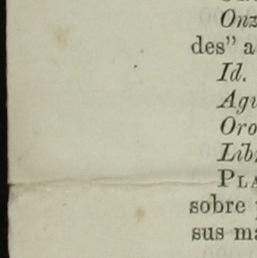 Onz
des" a
Id.
Agu
Oro
Lib
PLA
sobre
sus ma